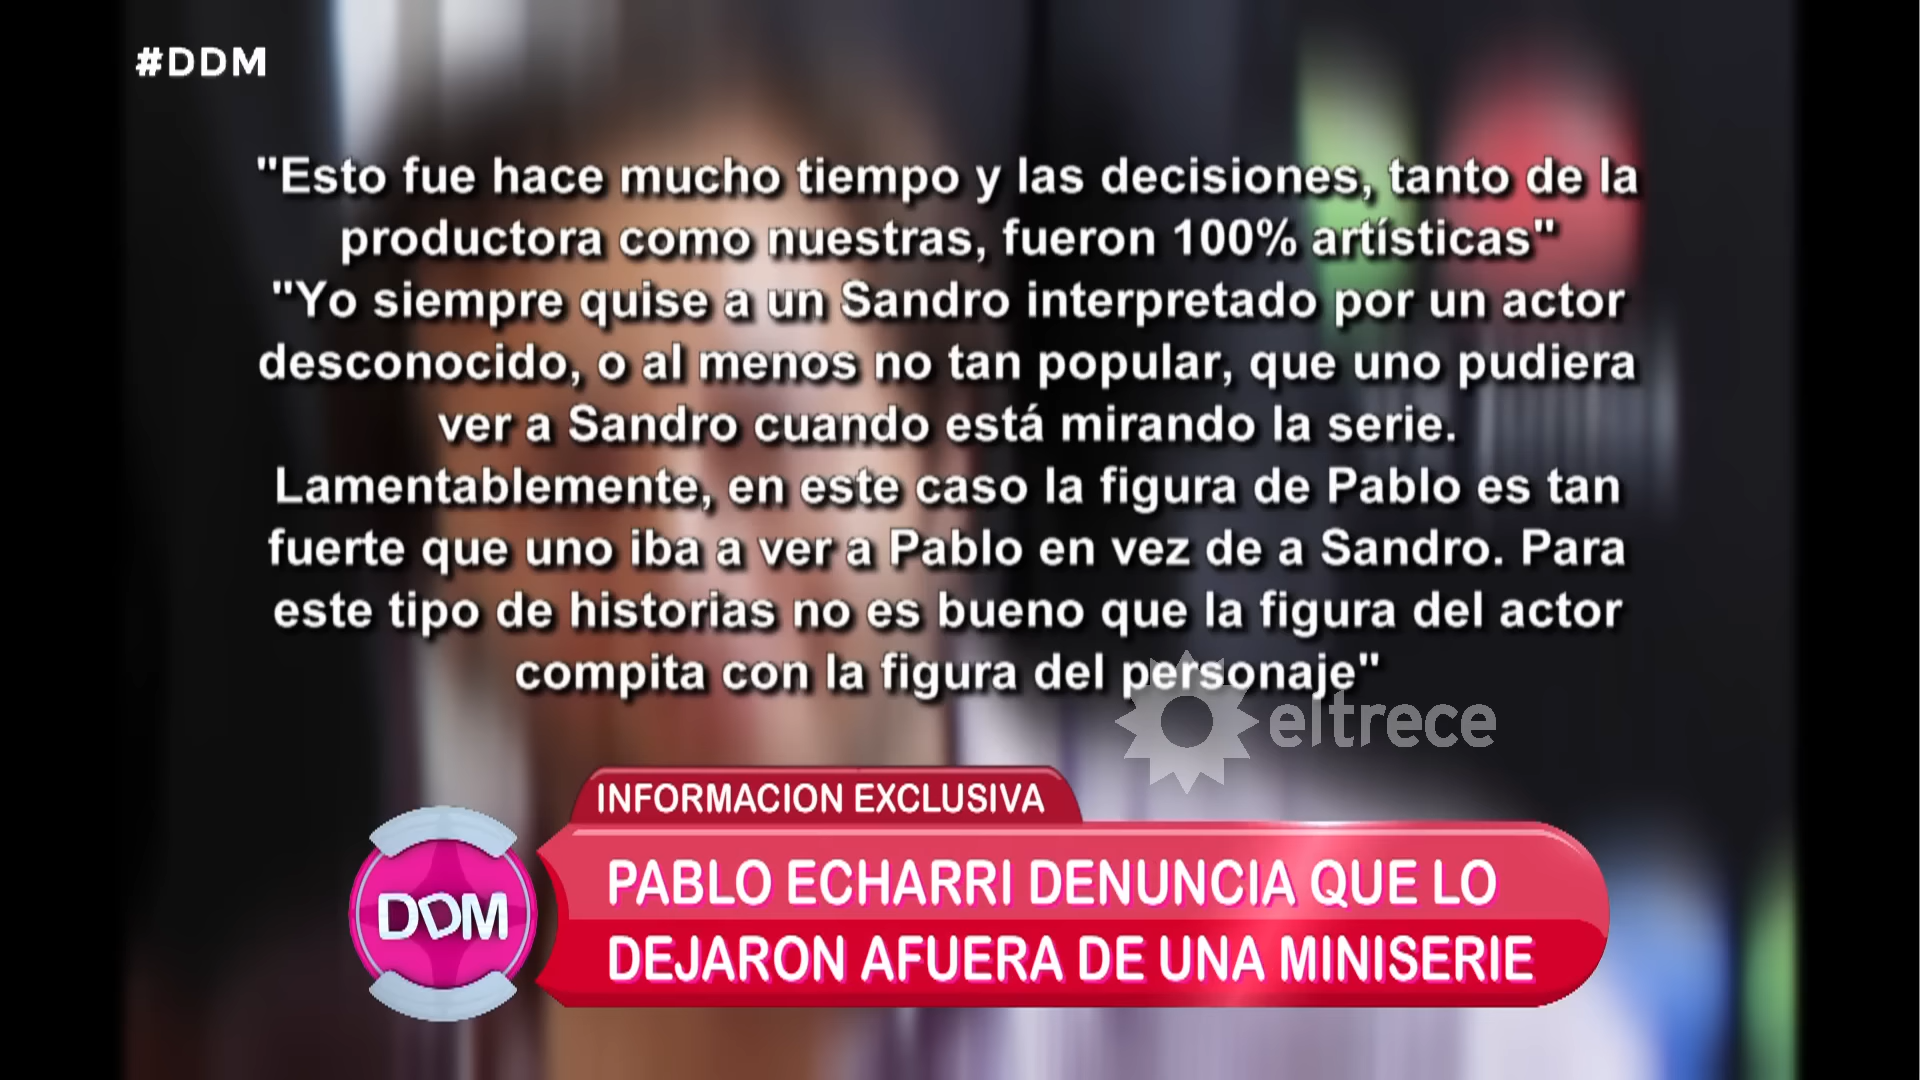 #DDM
"Esto fue hace mucho tiempo y las decisiones, tanto de la
productora como nuestras, fueron 100% artísticas"
"Yo siempre quise a un Sandro interpretado por un actor
desconocido, o al menos no tan popular, que uno pudiera
ver a Sandro cuando está mirando la serie.
Lamentablemente, en este caso la figura de Pablo es tan
fuerte que uno iba a ver a Pablo en vez de a Sandro. Para
este tipo de historias no es bueno que la figura del actor
compita con la figura del personaje"
eltrece
INFORMACION EXCLUSIVA
DDM
PABLO ECHARRI DENUNCIA QUE LO
DEJARON AFUERA DE UNA MINISERIE